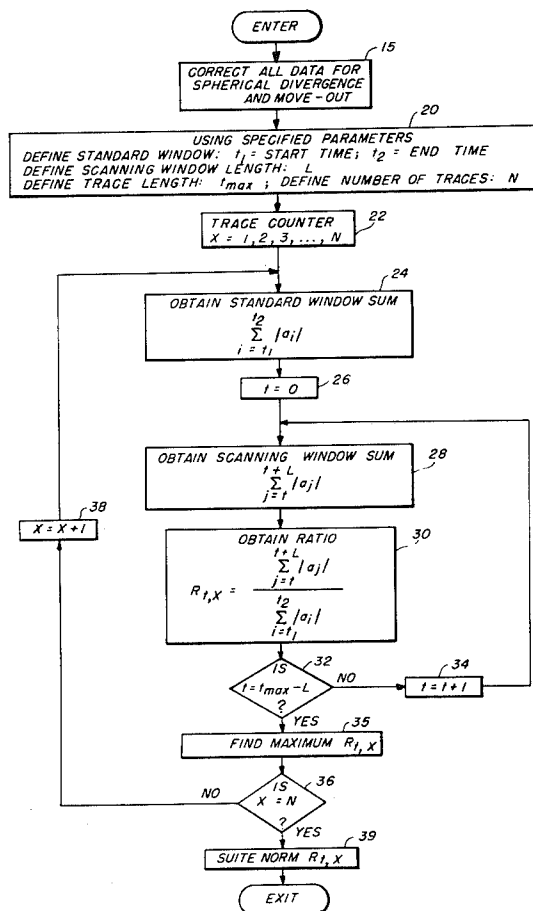 ENTER
15
CORRECT ALL DATA FOR
SPHERICAL DIVERGENCE
AND MOVE-OUT
20
USING SPECIFIED PARAMETERS
DEFINE STANDARD WINDOW: t₁ = START TIME; t₂ = END TIME
DEFINE SCANNING WINDOW LENGTH: L
DEFINE TRACE LENGTH: tmax ; DEFINE NUMBER OF TRACES: N
TRACE COUNTER
X = 1, 2, 3, ..., N
22
24
OBTAIN STANDARD WINDOW SUM
t₂
∑ |aᵢ|
i = t₁
t = 0
26
OBTAIN SCANNING WINDOW SUM
t + L
∑ |aⱼ|
j = t
28
38
X = X + 1
30
OBTAIN RATIO
t + L
∑ |aⱼ|
j = t
R t,X =
t₂
∑ |aᵢ|
i = t₁
32
IS
t = tmax - L
?
NO
34
t = t + 1
YES
35
FIND MAXIMUM R t,X
36
IS
X = N
?
NO
YES
39
SUITE NORM R t,X
EXIT